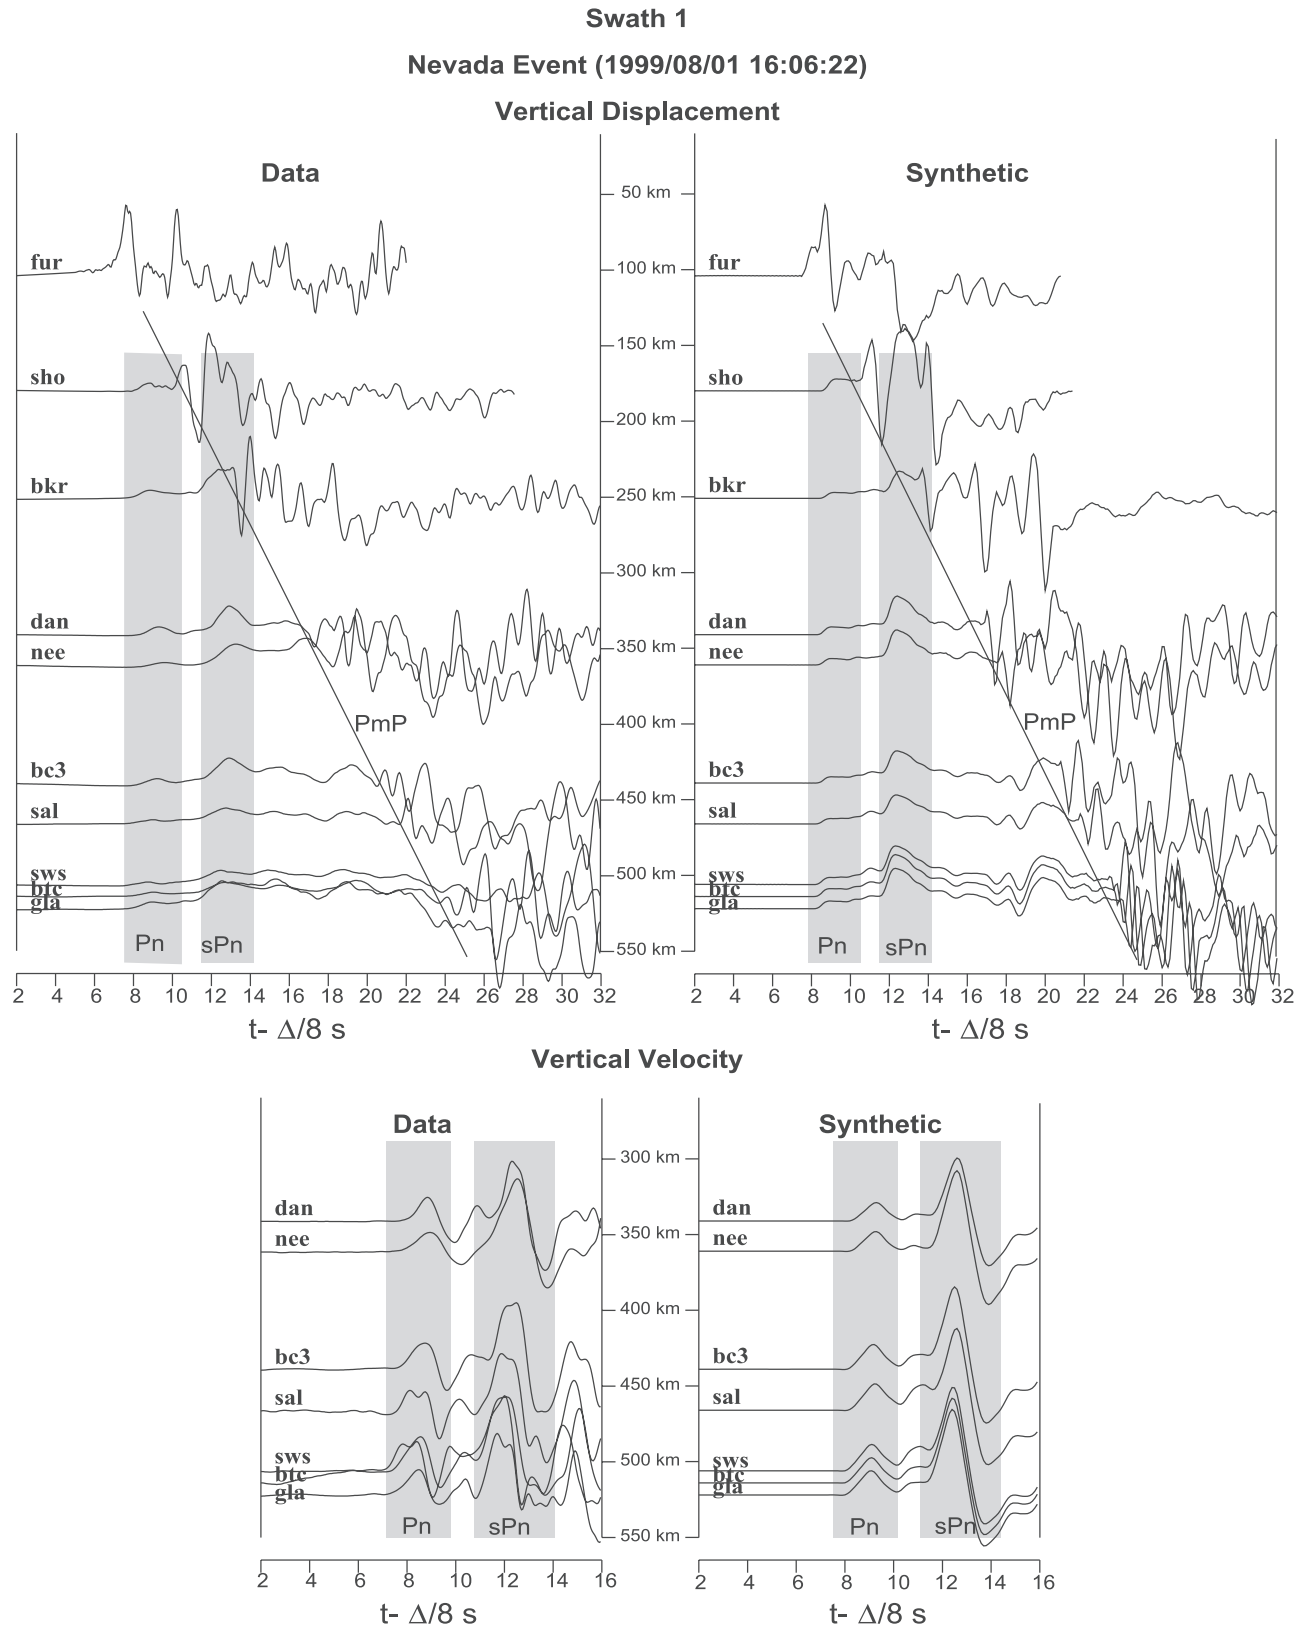 Swath 1
Nevada Event (1999/08/01 16:06:22)
Vertical Displacement
Data
Synthetic
50 km
100 km
150 km
200 km
250 km
300 km
350 km
400 km
450 km
500 km
550 km
fur
sho
bkr
dan
nee
bc3
sal
sws
btc
gla
PmP
Pn
sPn
fur
sho
bkr
dan
nee
bc3
sal
sws
btc
gla
PmP
Pn
sPn
2 4 6 8 10 12 14 16 18 20 22 24 26 28 30 32
2 4 6 8 10 12 14 16 18 20 22 24 26 28 30 32
t- Δ/8 s
t- Δ/8 s
Vertical Velocity
Data
Synthetic
300 km
350 km
400 km
450 km
500 km
550 km
dan
nee
bc3
sal
sws
btc
gla
Pn
sPn
dan
nee
bc3
sal
sws
btc
gla
Pn
sPn
2 4 6 8 10 12 14 16
2 4 6 8 10 12 14 16
t- Δ/8 s
t- Δ/8 s